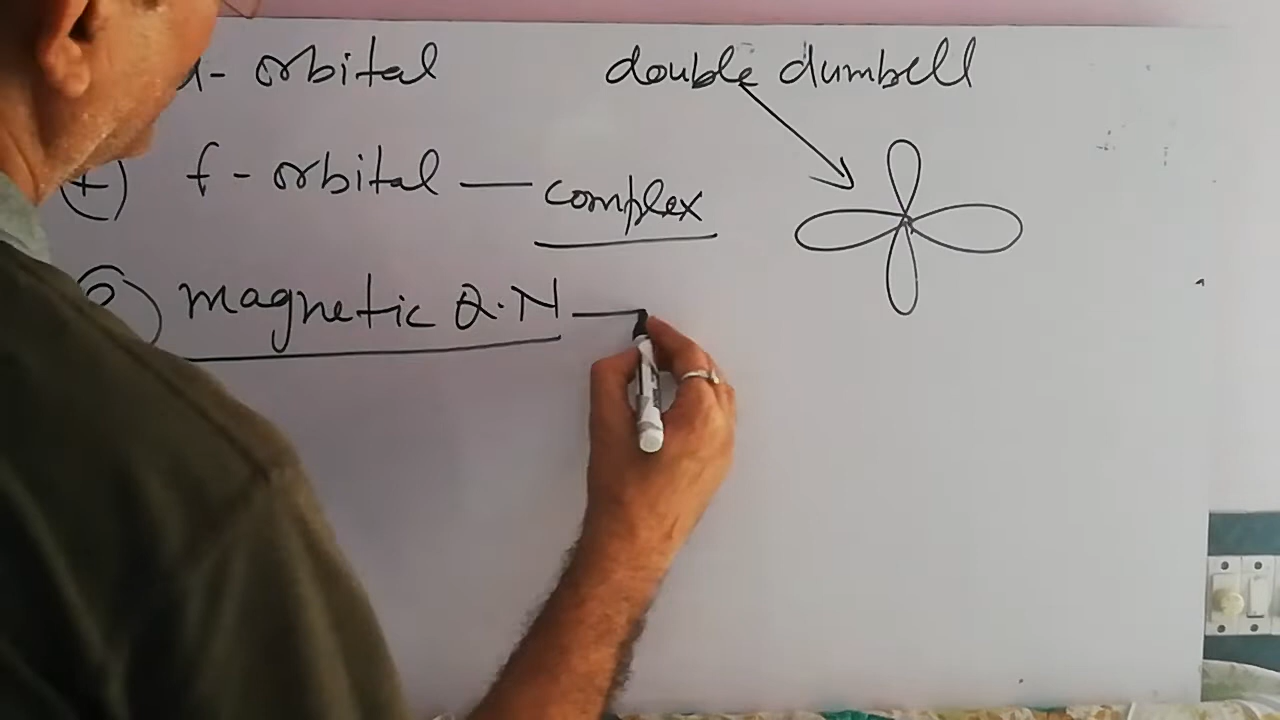 d- orbital double dumbell
f - orbital — complex
magnetic Q.N —